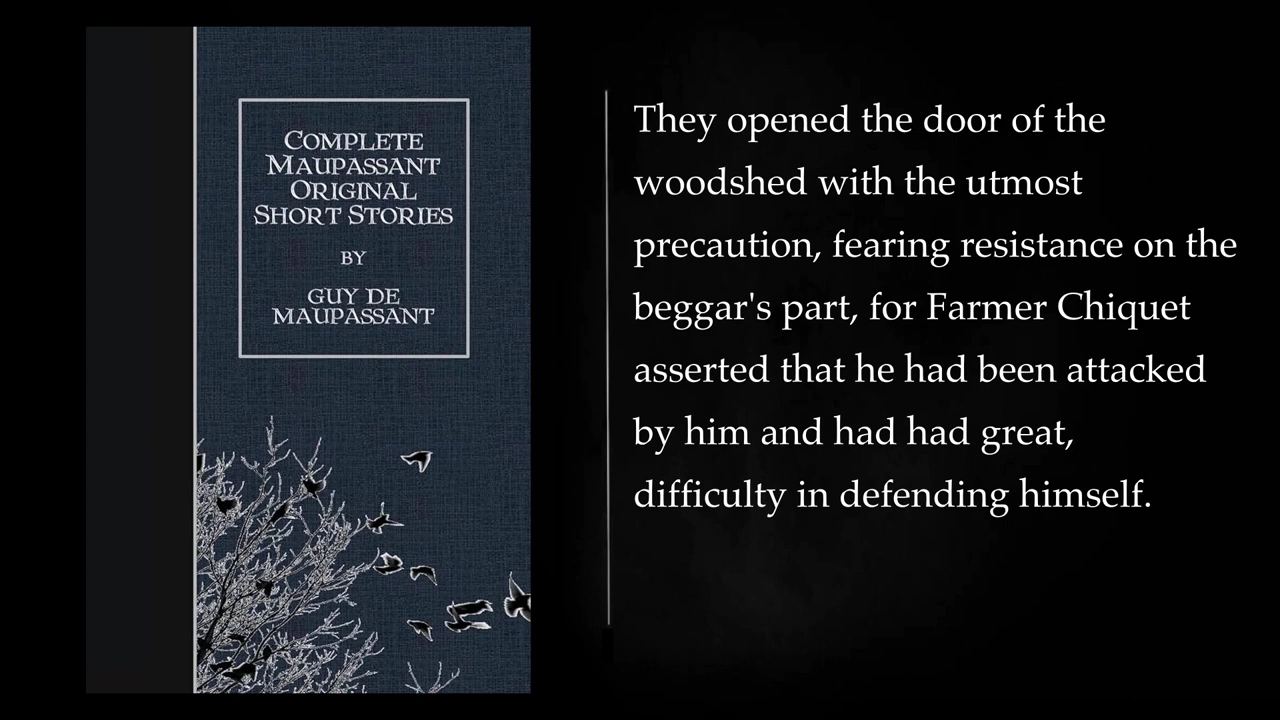 COMPLETE
MAUPASSANT
ORIGINAL
SHORT STORIES
BY
GUY DE
MAUPASSANT
They opened the door of the
woodshed with the utmost
precaution, fearing resistance on the
beggar's part, for Farmer Chiquet
asserted that he had been attacked
by him and had had great,
difficulty in defending himself.